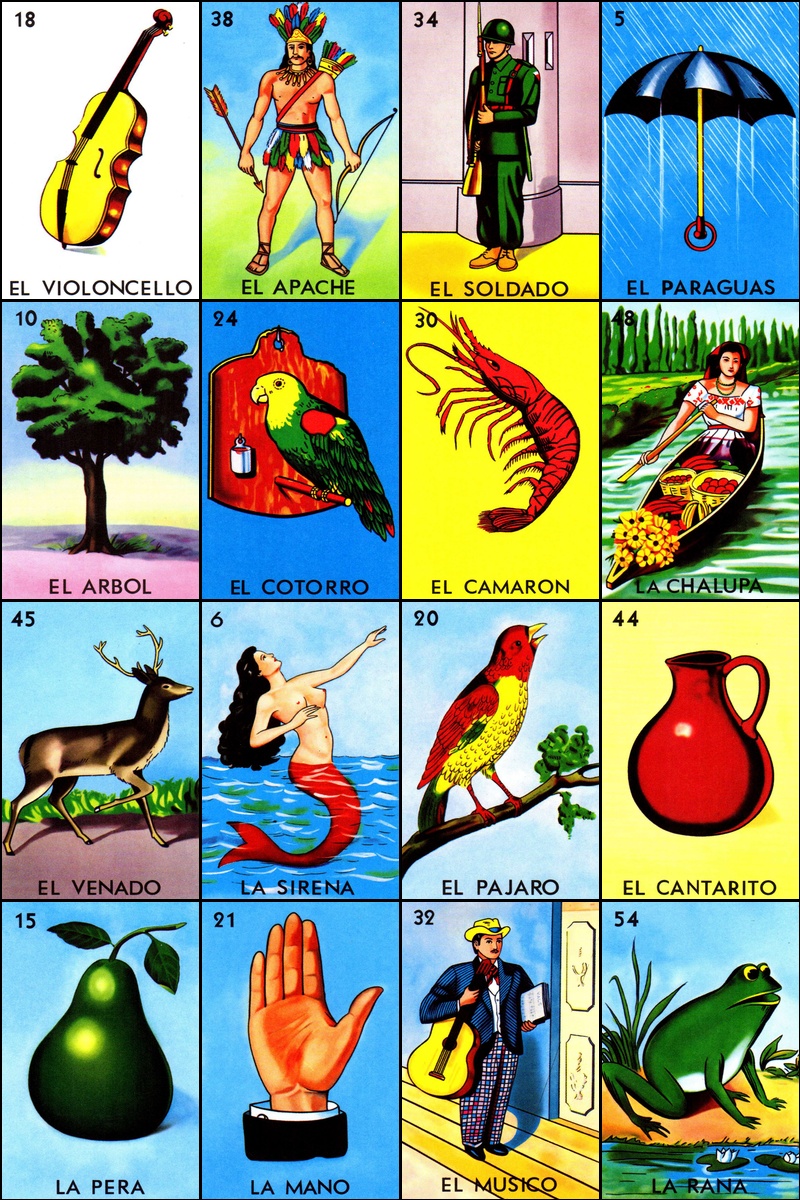 18
EL VIOLONCELLO
38
EL APACHE
34
EL SOLDADO
5
EL PARAGUAS
10
EL ARBOL
24
EL COTORRO
30
EL CAMARON
48
LA CHALUPA
45
EL VENADO
6
LA SIRENA
20
EL PAJARO
44
EL CANTARITO
15
LA PERA
21
LA MANO
32
EL MUSICO
54
LA RANA